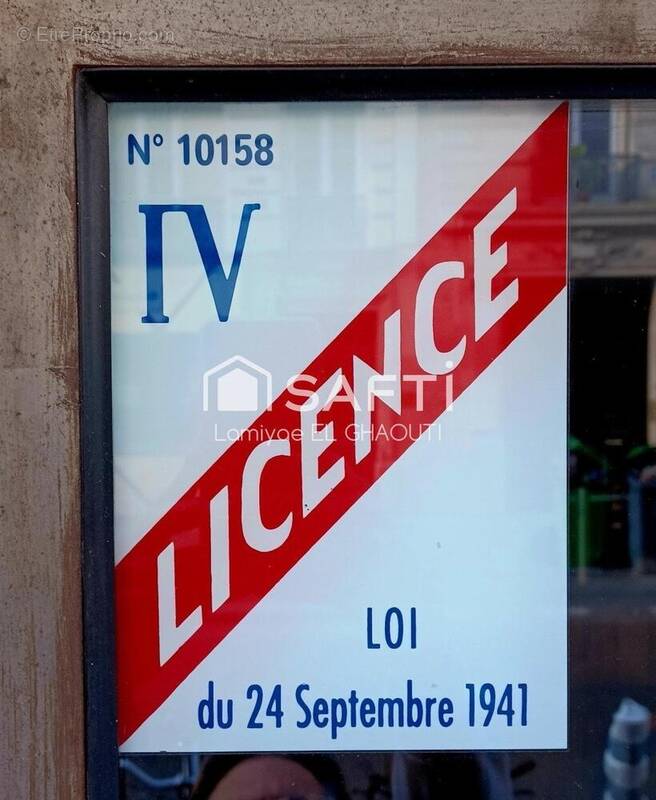 © EtreProprio.com
N° 10158
IV
LICENCE
SAFTI
Lamiyae EL GHAOUTI
LOI
du 24 Septembre 1941